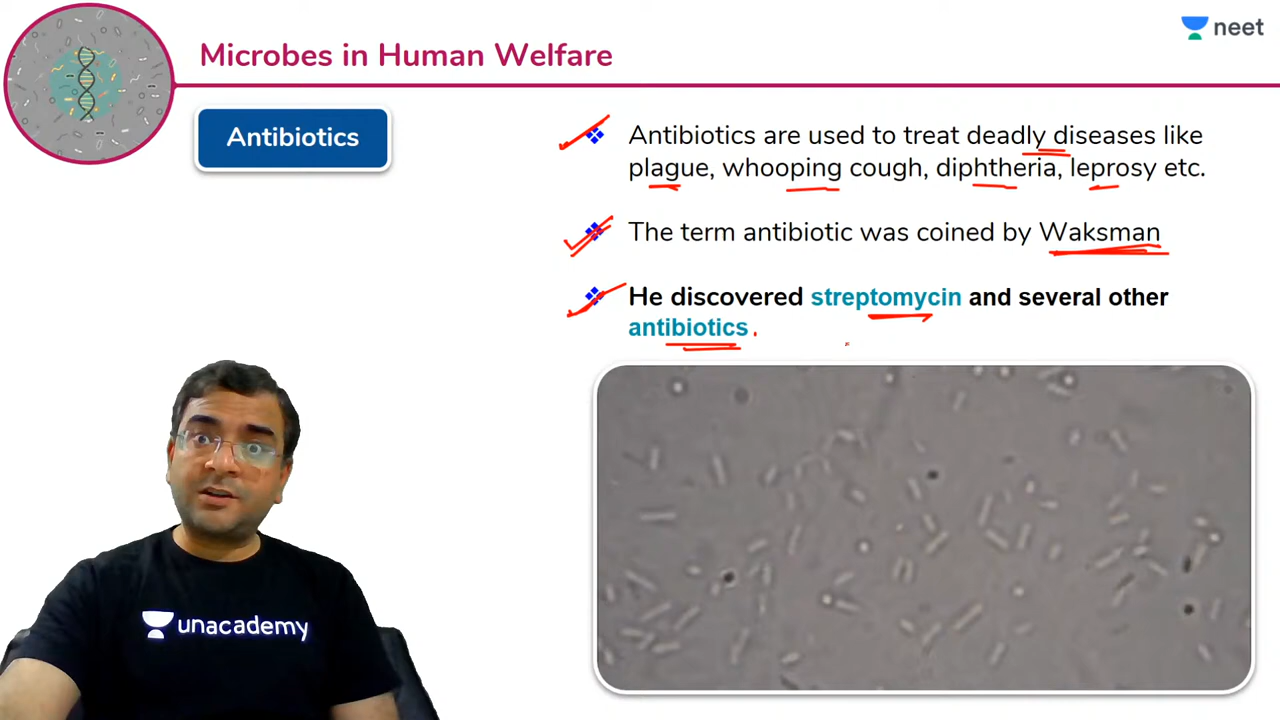 Microbes in Human Welfare
neet
Antibiotics
Antibiotics are used to treat deadly diseases like
plague, whooping cough, diphtheria, leprosy etc.
The term antibiotic was coined by Waksman
He discovered streptomycin and several other
antibiotics.
unacademy